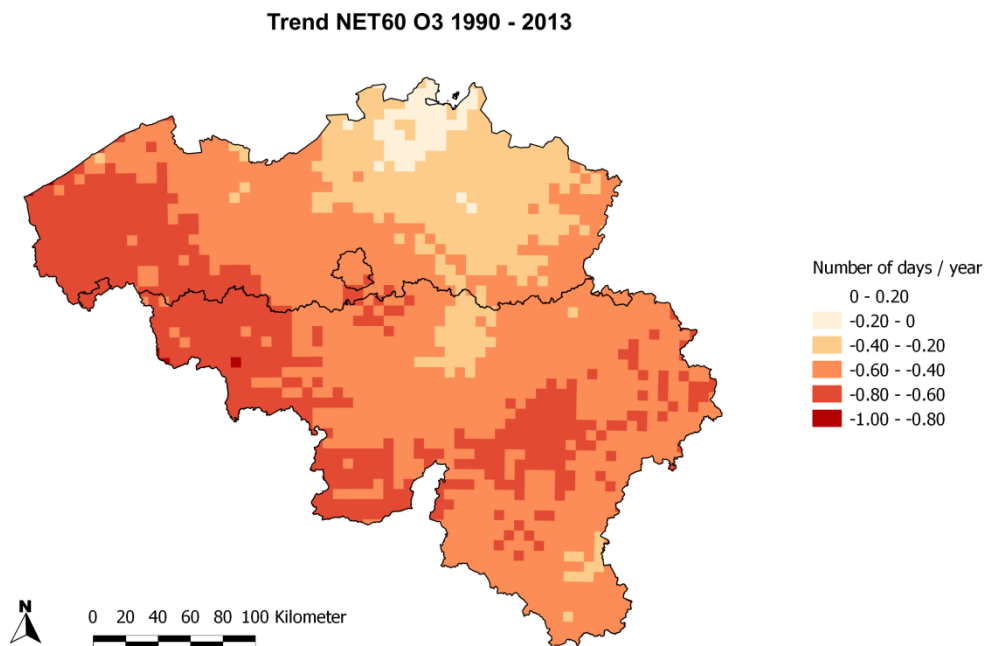 Trend NET60 O3 1990 - 2013
Number of days / year
0 - 0.20
-0.20 - 0
-0.40 - -0.20
-0.60 - -0.40
-0.80 - -0.60
-1.00 - -0.80
N
0 20 40 60 80 100 Kilometer